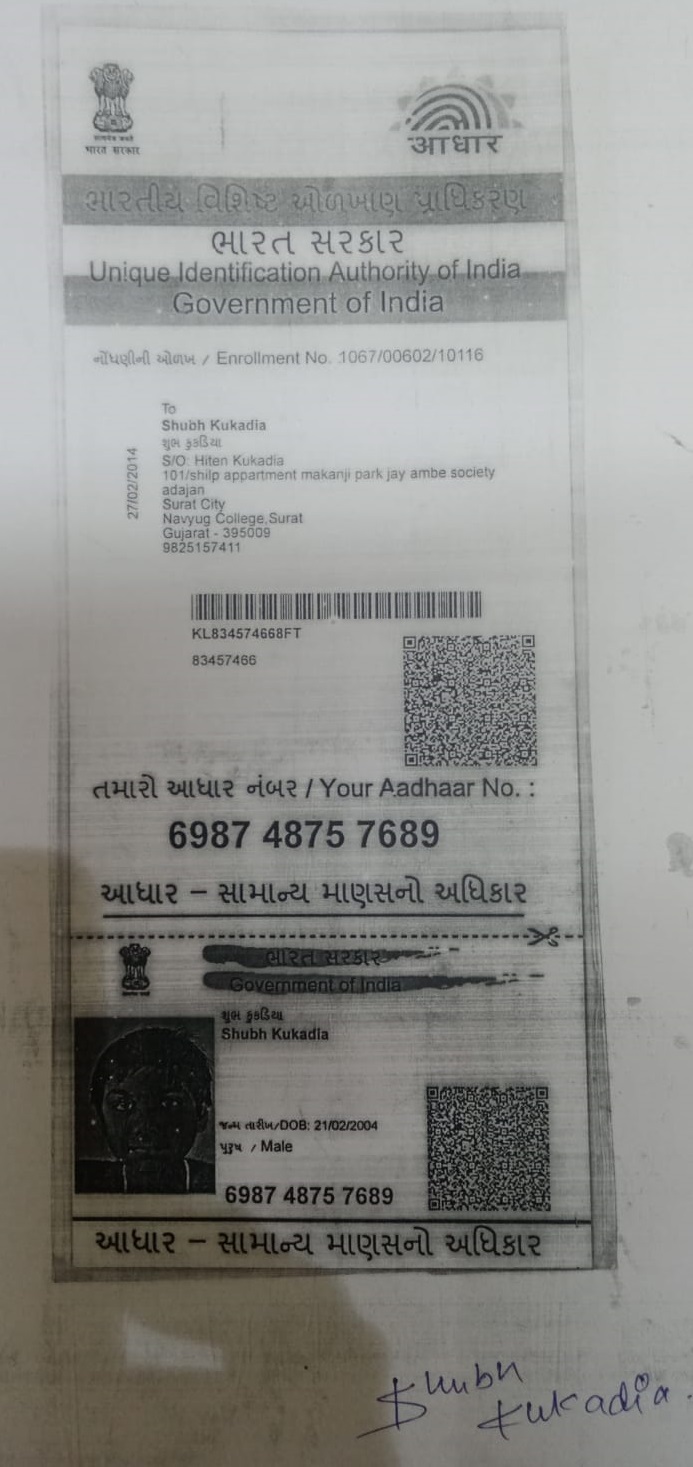 भारत सरकार
आधार
ભારતીય વિશિષ્ટ ઓળખાણ પ્રાધિકરણ
ભારત સરકાર
Unique Identification Authority of India
Government of India
નોંધણીની ઓળખ / Enrollment No. 1067/00602/10116
27/02/2014
To
Shubh Kukadia
શુભ કુકડિયા
S/O: Hiten Kukadia
101/shilp appartment makanji park jay ambe society
adajan
Surat City
Navyug College,Surat
Gujarat - 395009
9825157411
KL834574668FT
83457466
તમારો આધાર નંબર / Your Aadhaar No. :
6987 4875 7689
આધાર – સામાન્ય માણસનો અધિકાર
ભારત સરકાર
Government of India
શુભ કુકડિયા
Shubh Kukadia
જન્મ તારીખ/DOB: 21/02/2004
પુરૂષ / Male
6987 4875 7689
આધાર – સામાન્ય માણસનો અધિકાર
Shubh
Kukadia.